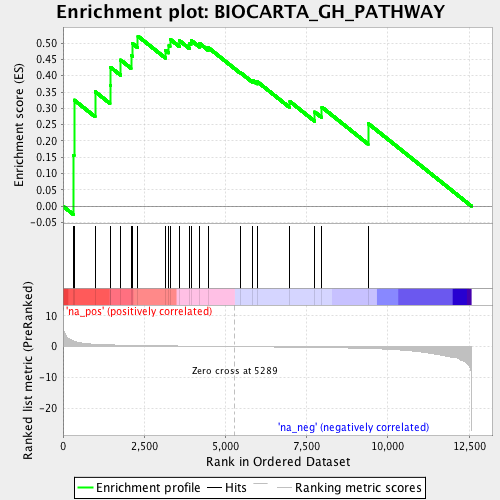 Enrichment plot: BIOCARTA_GH_PATHWAY
Enrichment score (ES)
0.50
0.45
0.40
0.35
0.30
0.25
0.20
0.15
0.10
0.05
0.00
-0.05
'na_pos' (positively correlated)
Ranked list metric (PreRanked)
10
5
0
-5
-10
-20
Zero cross at 5289
'na_neg' (negatively correlated)
0 2,500 5,000 7,500 10,000 12,500
Rank in Ordered Dataset
Enrichment profile Hits Ranking metric scores